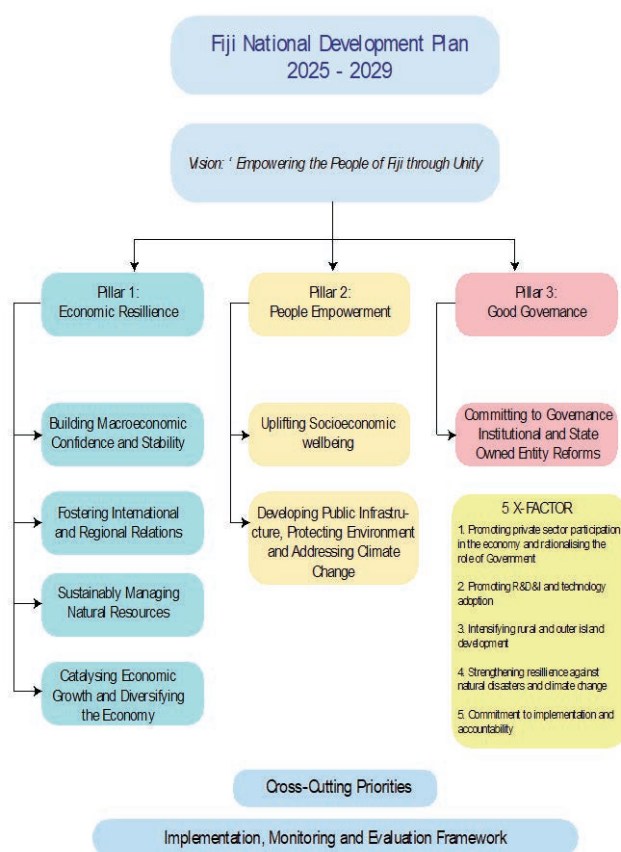 Fiji National Development Plan
2025 - 2029
Vision: ‘ Empowering the People of Fiji through Unity
Pillar 1:
Economic Resillience
Pillar 2:
People Empowerment
Pillar 3:
Good Governance
Building Macroeconomic
Confidence and Stability
Fostering International
and Regional Relations
Sustainably Managing
Natural Resources
Catalysing Economic
Growth and Diversifying
the Economy
Uplifting Socioeconomic
wellbeing
Developing Public Infrastruc-
ture, Protecting Environment
and Addressing Climate
Change
Committing to Governance
Institutional and State
Owned Entity Reforms
5 X-FACTOR
1. Promoting private sector participation
in the economy and rationalising the
role of Government
2. Promoting R&D&I and technology
adoption
3. Intensifying rural and outer island
development
4. Strengthening resilience against
natural disasters and climate change
5. Commitment to implementation and
accountability
Cross-Cutting Priorities
Implementation, Monitoring and Evaluation Framework